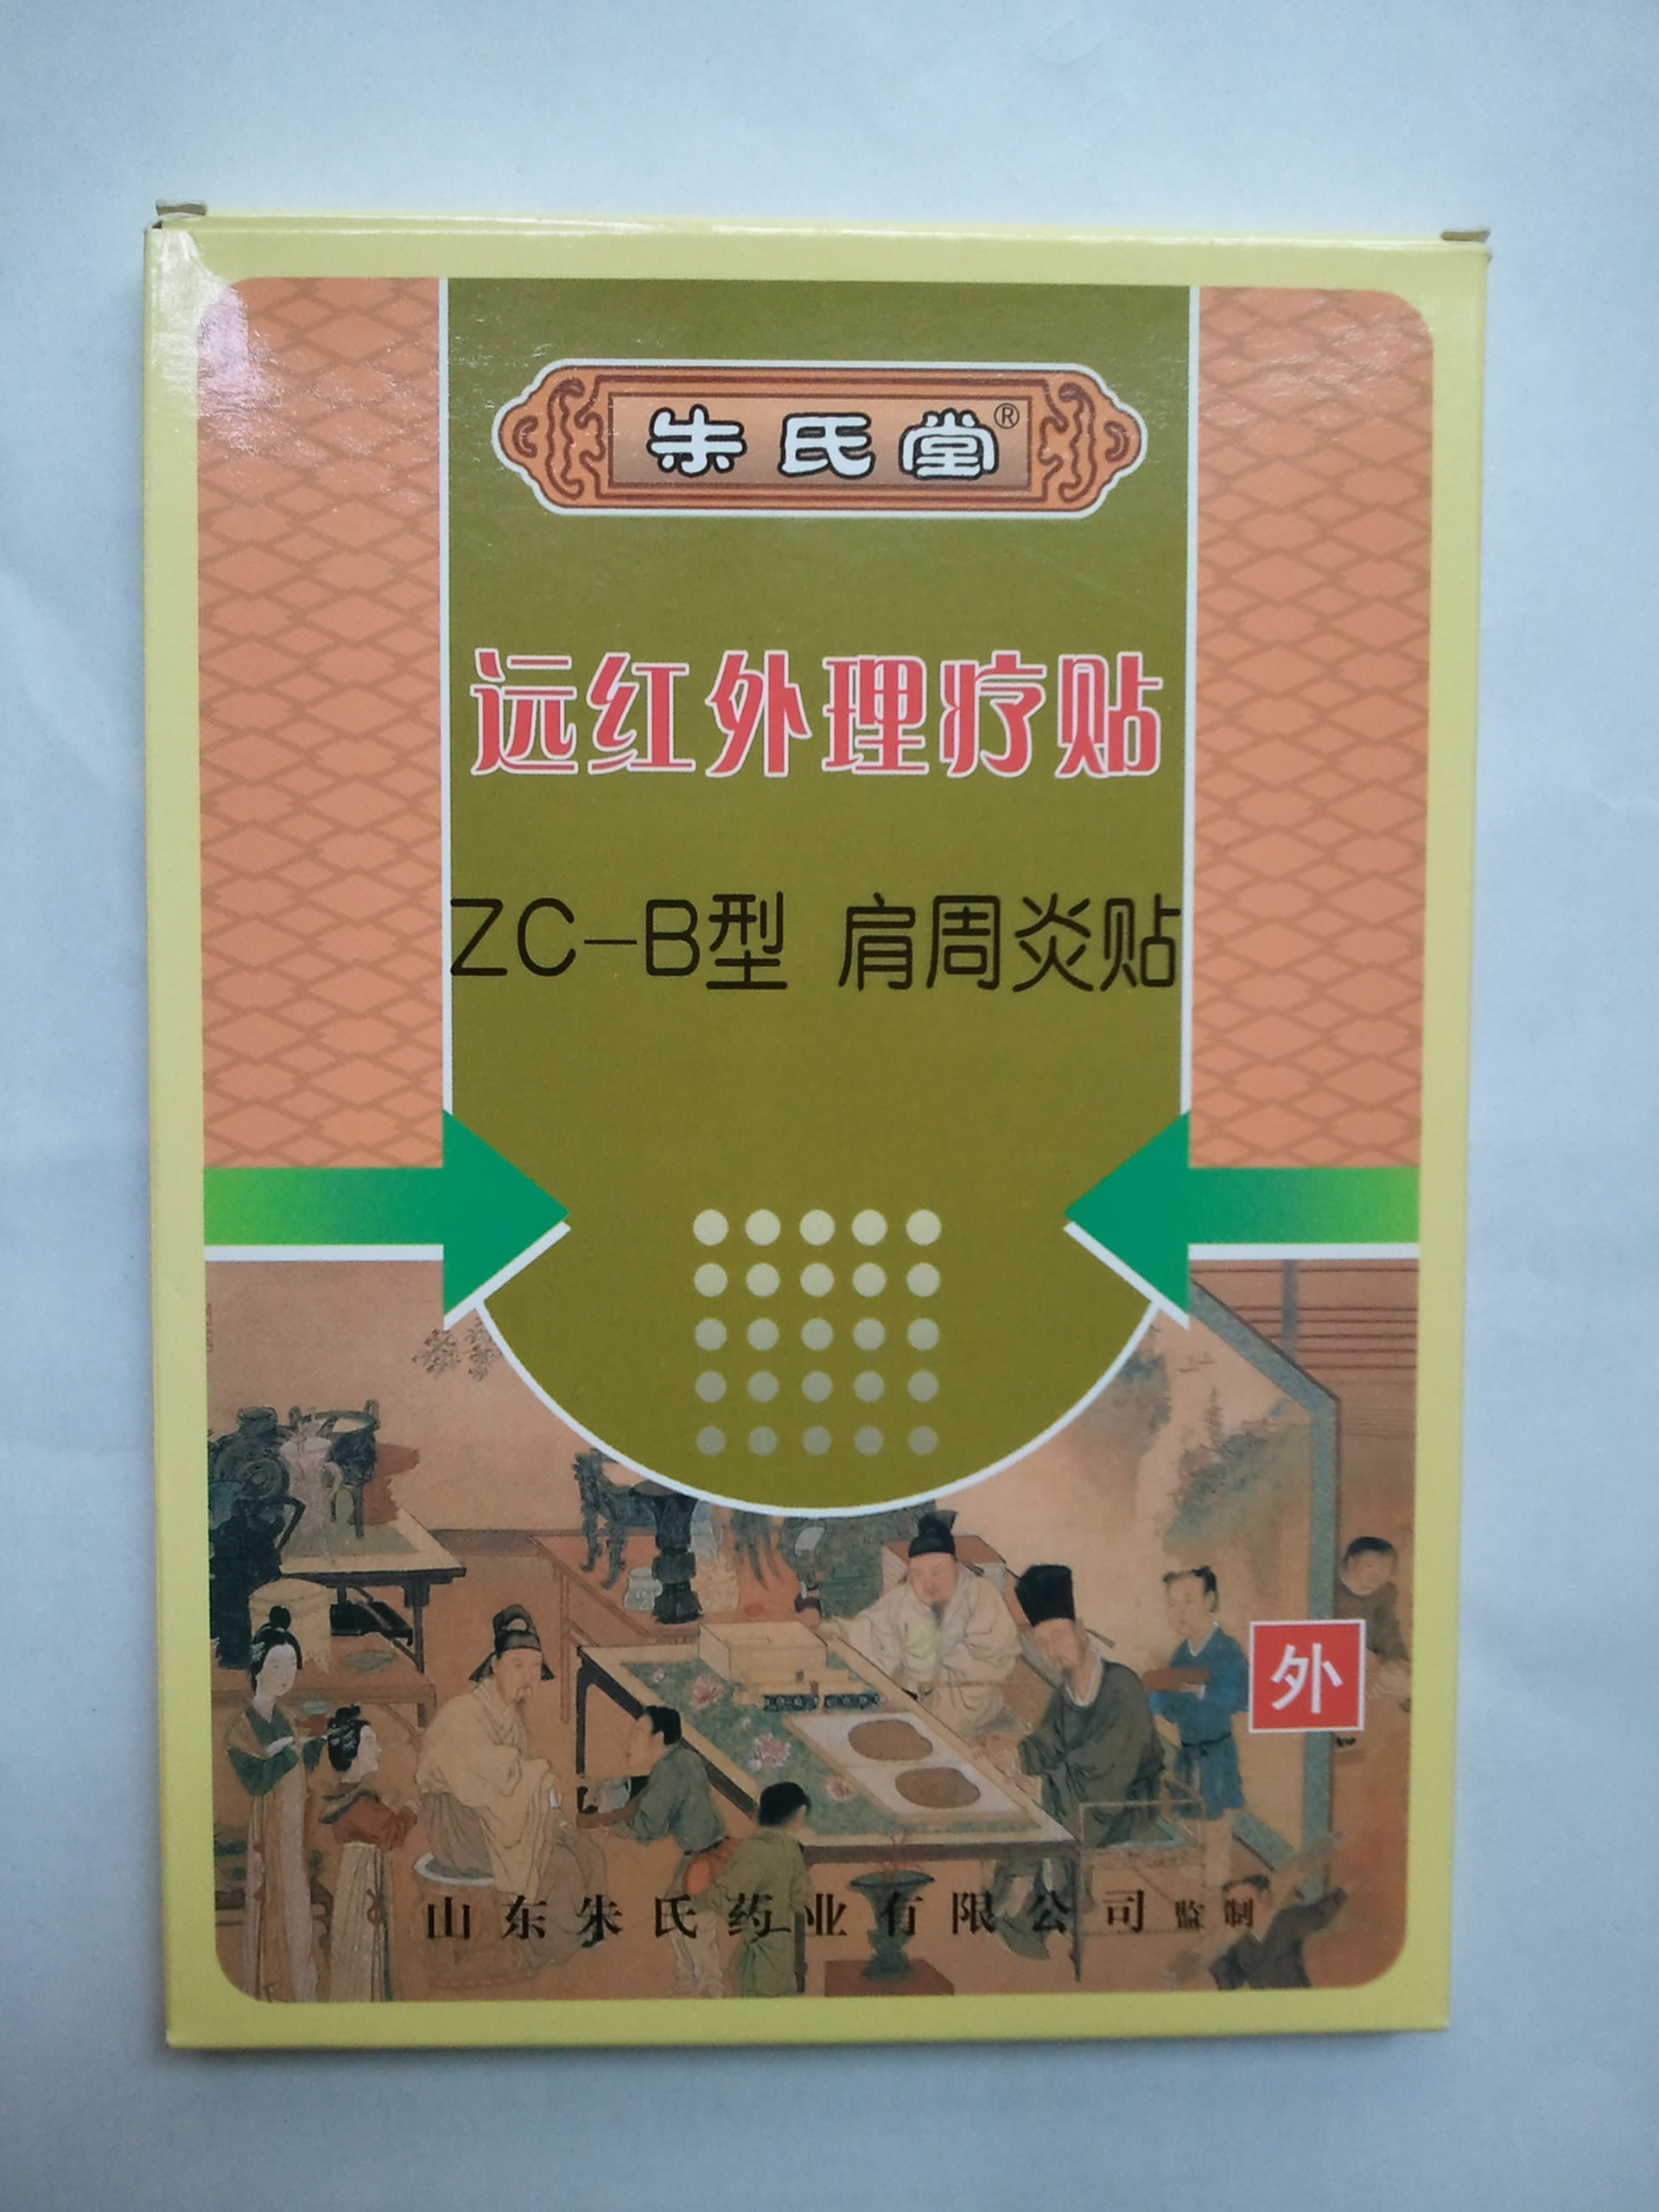 朱氏堂®
远红外理疗贴
ZC-B型 肩周炎贴
外
山东朱氏药业有限公司监制